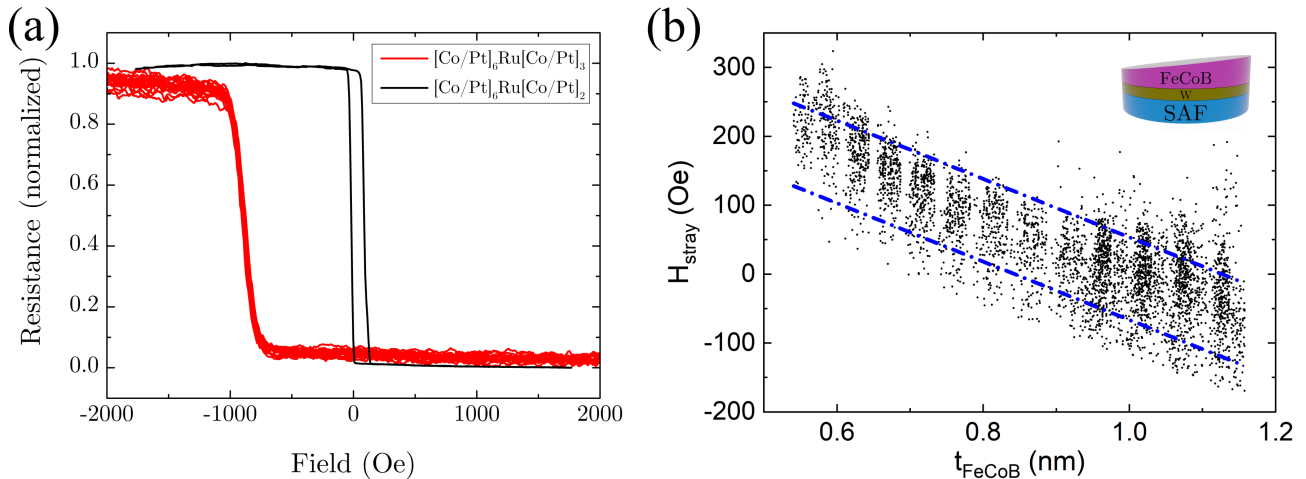 (a)
1.0
0.8
0.6
0.4
0.2
0.0
-2000
-1000
0
1000
2000
Resistance (normalized)
Field (Oe)
[Co/Pt]₆Ru[Co/Pt]₃
[Co/Pt]₆Ru[Co/Pt]₂
(b)
300
200
100
0
-100
-200
0.6
0.8
1.0
1.2
H_stray (Oe)
t_FeCoB (nm)
FeCoB
W
SAF